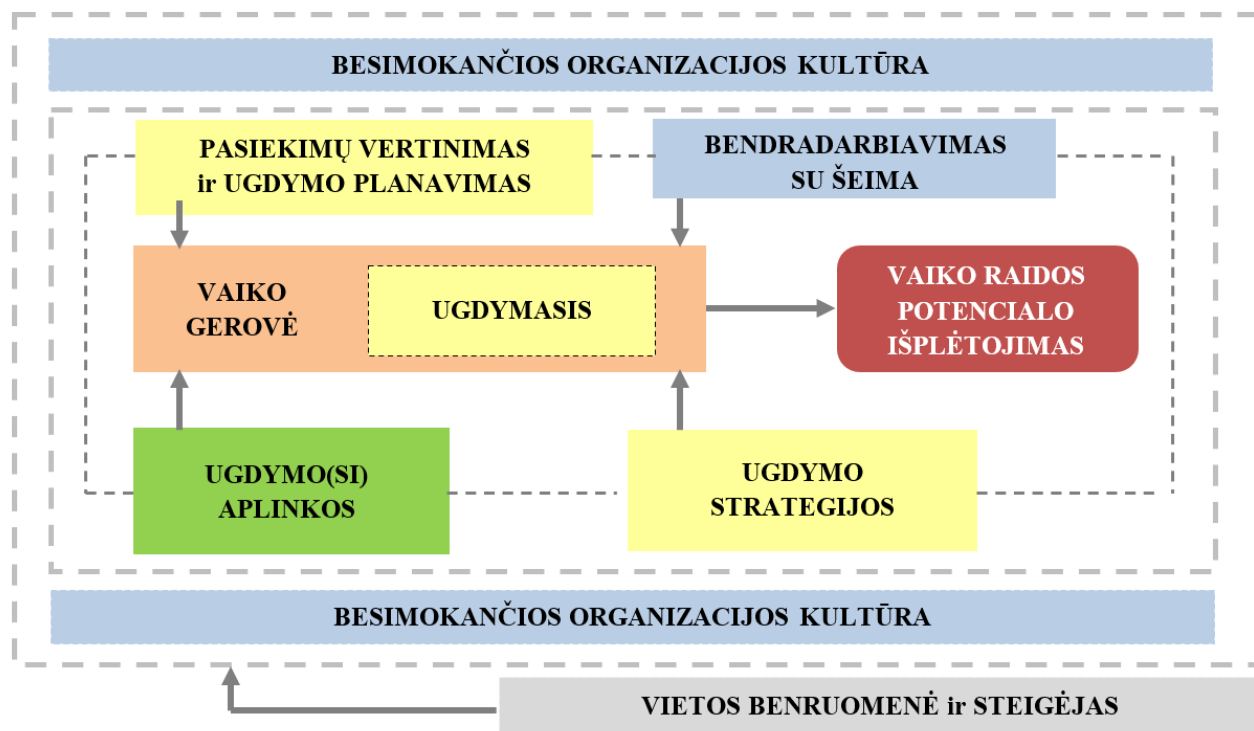 BESIMOKANČIOS ORGANIZACIJOS KULTŪRA
PASIEKIMŲ VERTINIMAS
ir UGDYMO PLANAVIMAS
BENDRADARBIAVIMAS
SU ŠEIMA
VAIKO
GEROVĖ
UGDYMASIS
VAIKO RAIDOS
POTENCIALO
IŠPLĖTOJIMAS
UGDYMO(SI)
APLINKOS
UGDYMO
STRATEGIJOS
BESIMOKANČIOS ORGANIZACIJOS KULTŪRA
VIETOS BENRUOMENĖ ir STEIGĖJAS